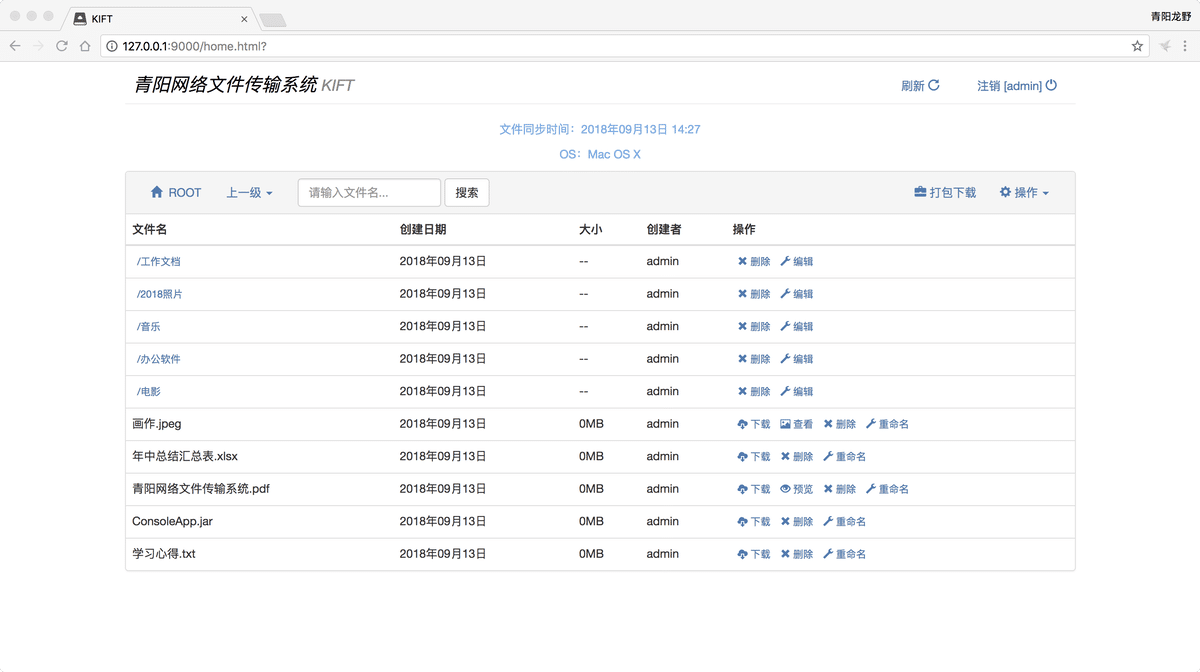 KIFT
青阳龙野
127.0.0.1:9000/home.html?
青阳网络文件传输系统 KIFT 刷新 注销 [admin]
文件同步时间：2018年09月13日 14:27
OS：Mac OS X
ROOT 上一级 请输入文件名... 搜索 打包下载 操作
文件名 创建日期 大小 创建者 操作
/工作文档 2018年09月13日 -- admin 删除 编辑
/2018照片 2018年09月13日 -- admin 删除 编辑
/音乐 2018年09月13日 -- admin 删除 编辑
/办公软件 2018年09月13日 -- admin 删除 编辑
/电影 2018年09月13日 -- admin 删除 编辑
画作.jpeg 2018年09月13日 0MB admin 下载 查看 删除 重命名
年中总结汇总表.xlsx 2018年09月13日 0MB admin 下载 删除 重命名
青阳网络文件传输系统.pdf 2018年09月13日 0MB admin 下载 预览 删除 重命名
ConsoleApp.jar 2018年09月13日 0MB admin 下载 删除 重命名
学习心得.txt 2018年09月13日 0MB admin 下载 删除 重命名